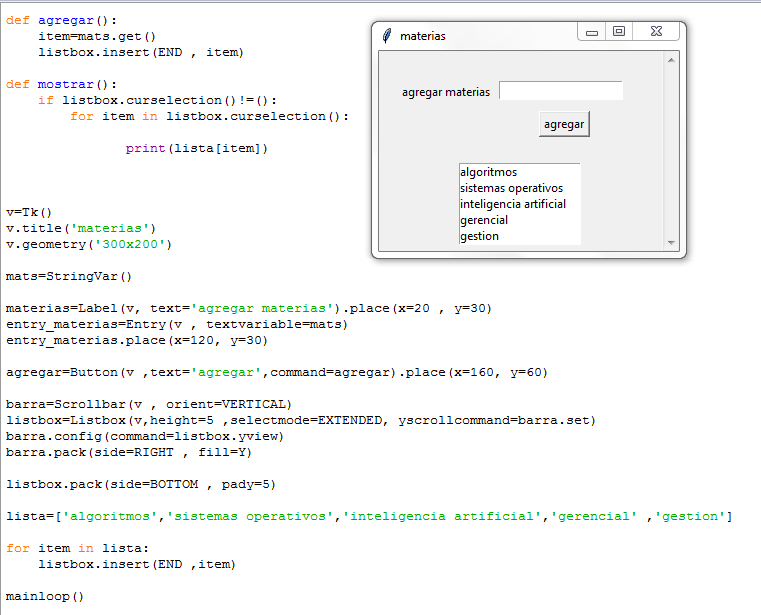 def agregar():
    item=mats.get()
    listbox.insert(END , item)

def mostrar():
    if listbox.curselection()!=():
        for item in listbox.curselection():

               print(lista[item])

v=Tk()
v.title('materias')
v.geometry('300x200')

mats=StringVar()

materias=Label(v, text='agregar materias').place(x=20 , y=30)
entry_materias=Entry(v , textvariable=mats)
entry_materias.place(x=120, y=30)

agregar=Button(v ,text='agregar',command=agregar).place(x=160, y=60)

barra=Scrollbar(v , orient=VERTICAL)
listbox=Listbox(v,height=5 ,selectmode=EXTENDED, yscrollcommand=barra.set)
barra.config(command=listbox.yview)
barra.pack(side=RIGHT , fill=Y)

listbox.pack(side=BOTTOM , pady=5)

lista=['algoritmos','sistemas operativos','inteligencia artificial','gerencial' ,'gestion']

for item in lista:
    listbox.insert(END ,item)

mainloop()

materias
agregar materias
agregar
algoritmos
sistemas operativos
inteligencia artificial
gerencial
gestion